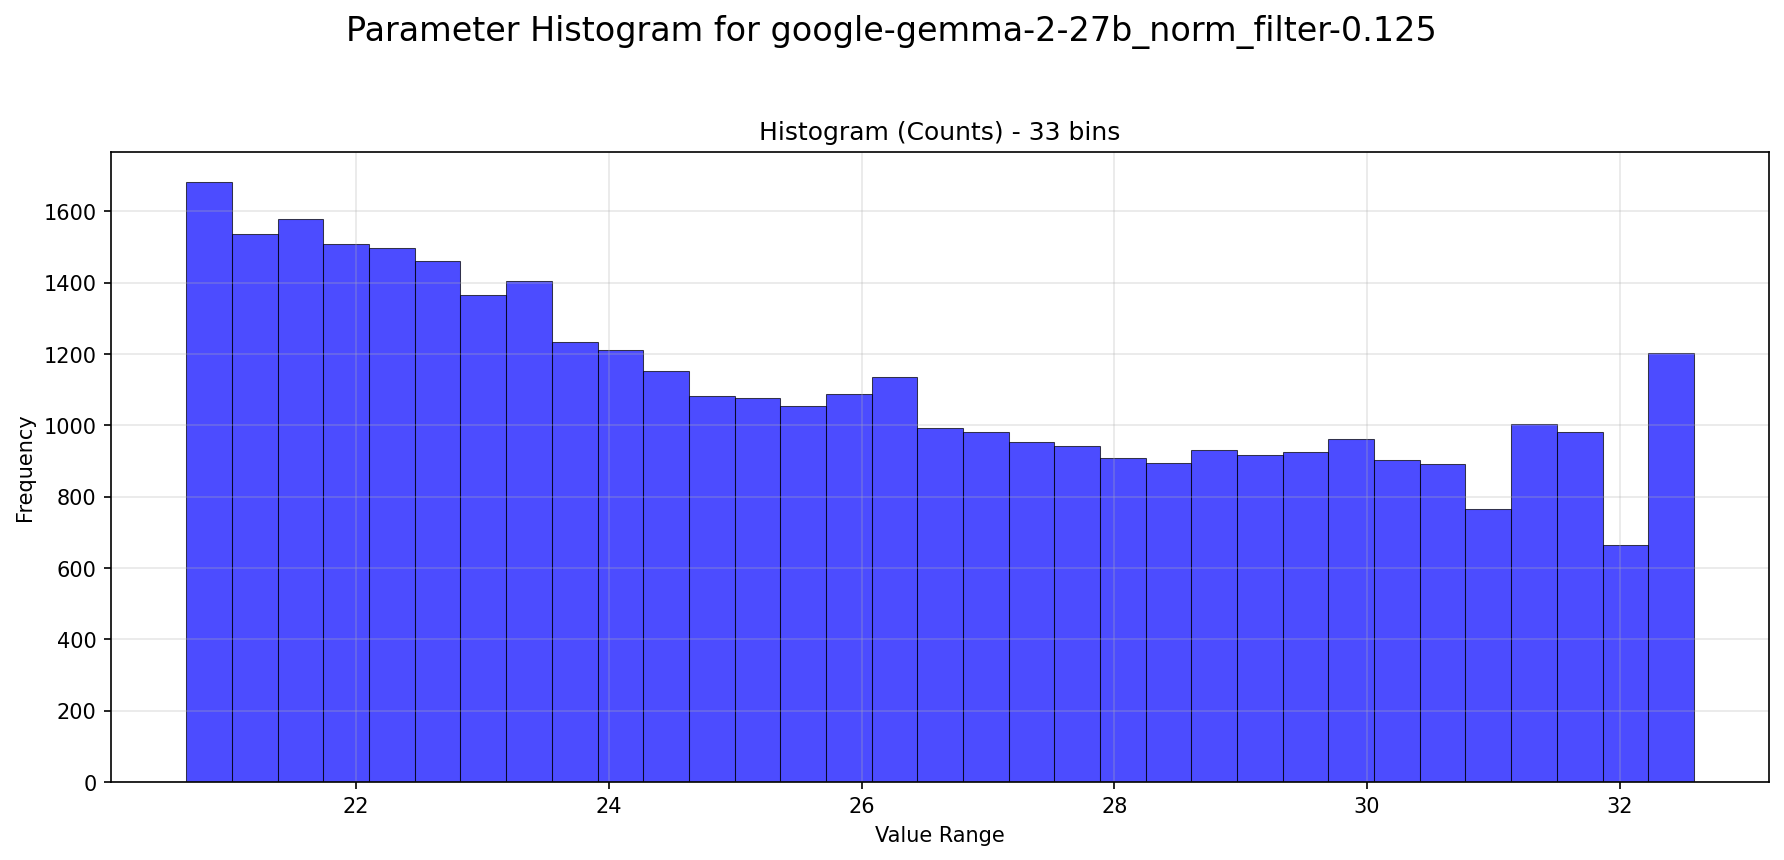 Parameter Histogram for google-gemma-2-27b_norm_filter-0.125
Histogram (Counts) - 33 bins
Frequency
1600
1400
1200
1000
800
600
400
200
0
22 24 26 28 30 32
Value Range